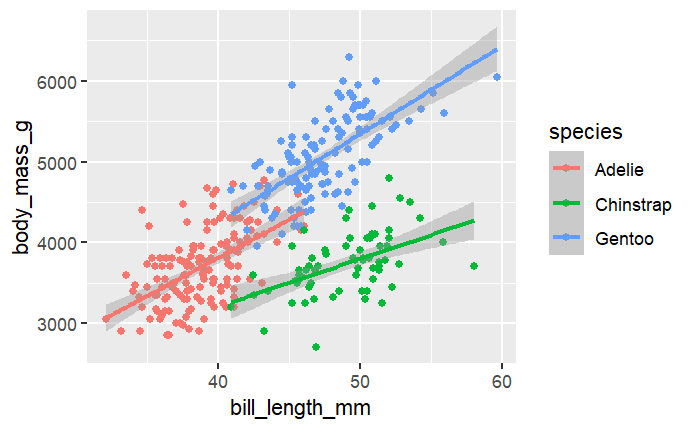 body_mass_g
6000
5000
4000
3000
40
50
60
bill_length_mm
species
Adelie
Chinstrap
Gentoo